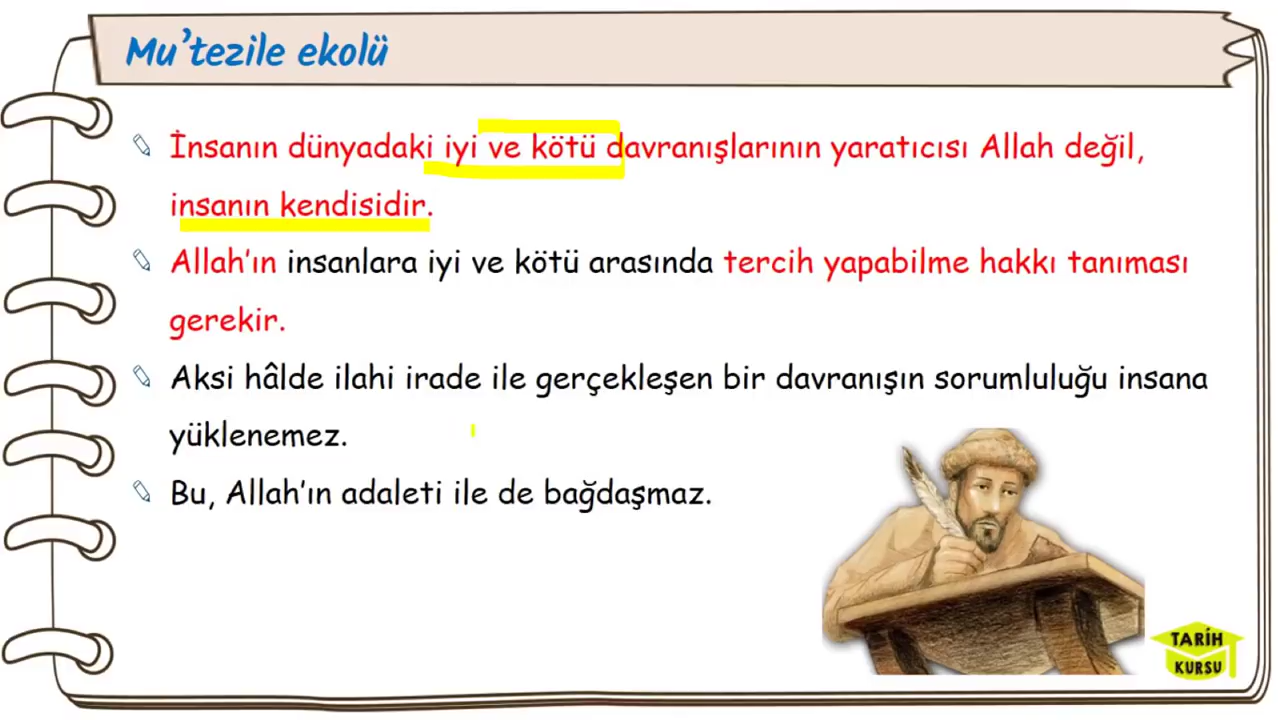 Mu'tezile ekolü
İnsanın dünyadaki iyi ve kötü davranışlarının yaratıcısı Allah değil,
insanın kendisidir.
Allah'ın insanlara iyi ve kötü arasında tercih yapabilme hakkı tanıması
gerekir.
Aksi hâlde ilahi irade ile gerçekleşen bir davranışın sorumluluğu insana
yüklenemez.
Bu, Allah'ın adaleti ile de bağdaşmaz.
TARİH
KURSU